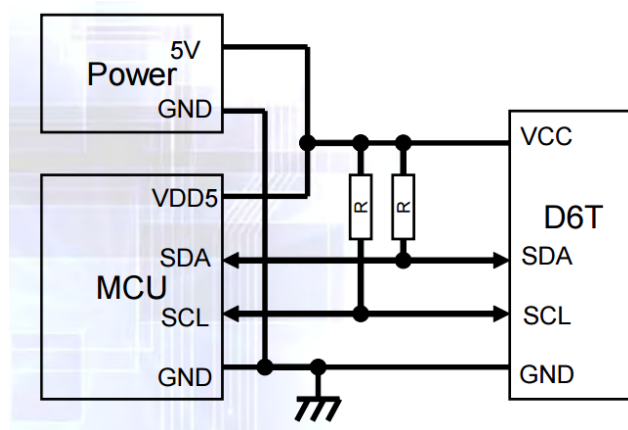 5V
Power
GND
VDD5
SDA
MCU
SCL
GND
R
R
VCC
D6T
SDA
SCL
GND